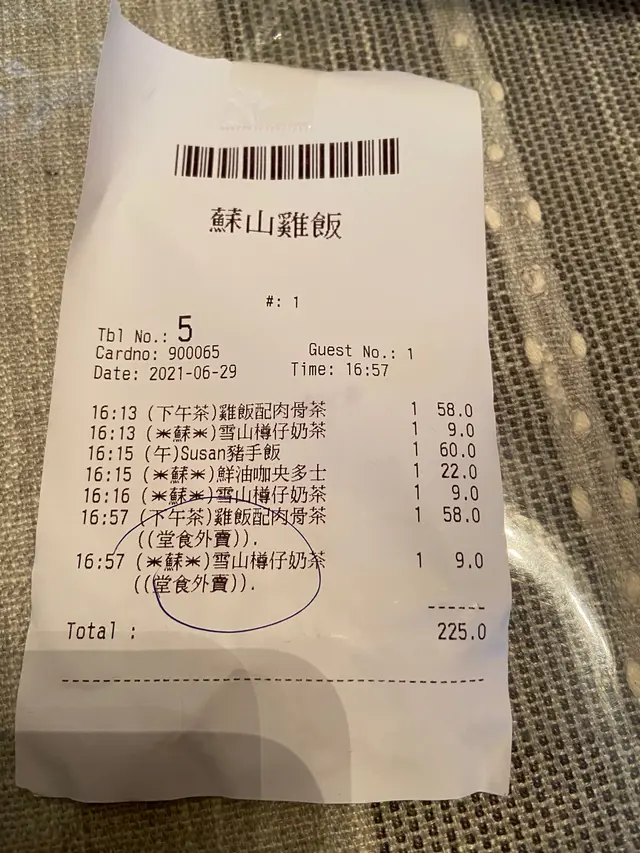 蘇山雞飯
#: 1
Tbl No.: 5
Cardno: 900065 Guest No.: 1
Date: 2021-06-29 Time: 16:57
16:13 (下午茶)雞飯配肉骨茶 1 58.0
16:13 (*蘇*)雪山樽仔奶茶 1 9.0
16:15 (午)Susan豬手飯 1 60.0
16:15 (*蘇*)鮮油咖央多士 1 22.0
16:16 (*蘇*)雪山樽仔奶茶 1 9.0
16:57 (下午茶)雞飯配肉骨茶 1 58.0
((堂食外賣)).
16:57 (*蘇*)雪山樽仔奶茶 1 9.0
((堂食外賣)).
Total : 225.0